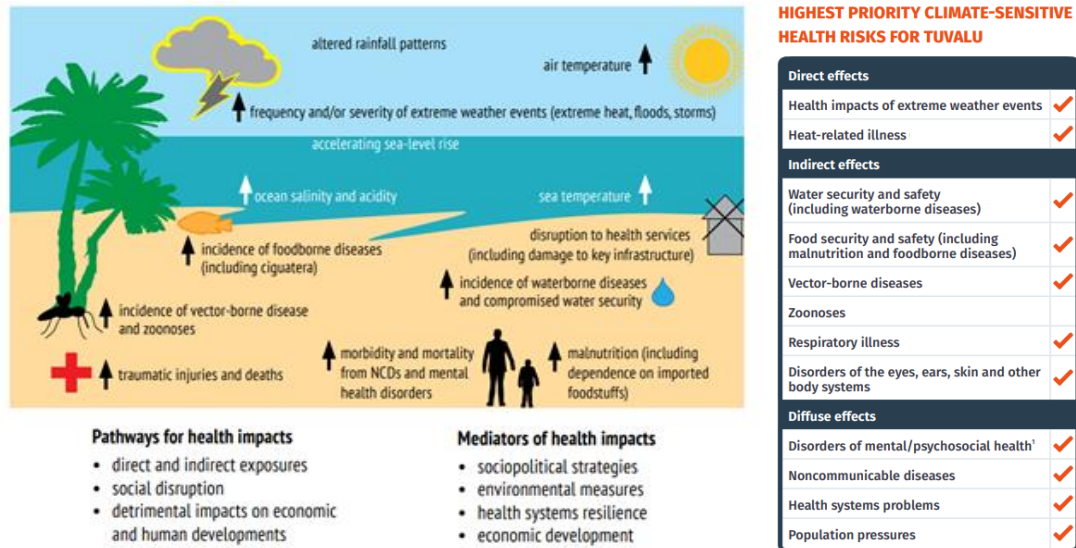 altered rainfall patterns
air temperature
frequency and/or severity of extreme weather events (extreme heat, floods, storms)
accelerating sea-level rise
ocean salinity and acidity
sea temperature
incidence of foodborne diseases
(including ciguatera)
disruption to health services
(including damage to key infrastructure)
incidence of waterborne diseases
and compromised water security
incidence of vector-borne disease
and zoonoses
traumatic injuries and deaths
morbidity and mortality
from NCDs and mental
health disorders
malnutrition (including
dependence on imported
foodstuffs)
Pathways for health impacts
• direct and indirect exposures
• social disruption
• detrimental impacts on economic
and human developments
Mediators of health impacts
• sociopolitical strategies
• environmental measures
• health systems resilience
• economic development
HIGHEST PRIORITY CLIMATE-SENSITIVE
HEALTH RISKS FOR TUVALU
Direct effects
Health impacts of extreme weather events
Heat-related illness
Indirect effects
Water security and safety
(including waterborne diseases)
Food security and safety (including
malnutrition and foodborne diseases)
Vector-borne diseases
Zoonoses
Respiratory illness
Disorders of the eyes, ears, skin and other
body systems
Diffuse effects
Disorders of mental/psychosocial health¹
Noncommunicable diseases
Health systems problems
Population pressures